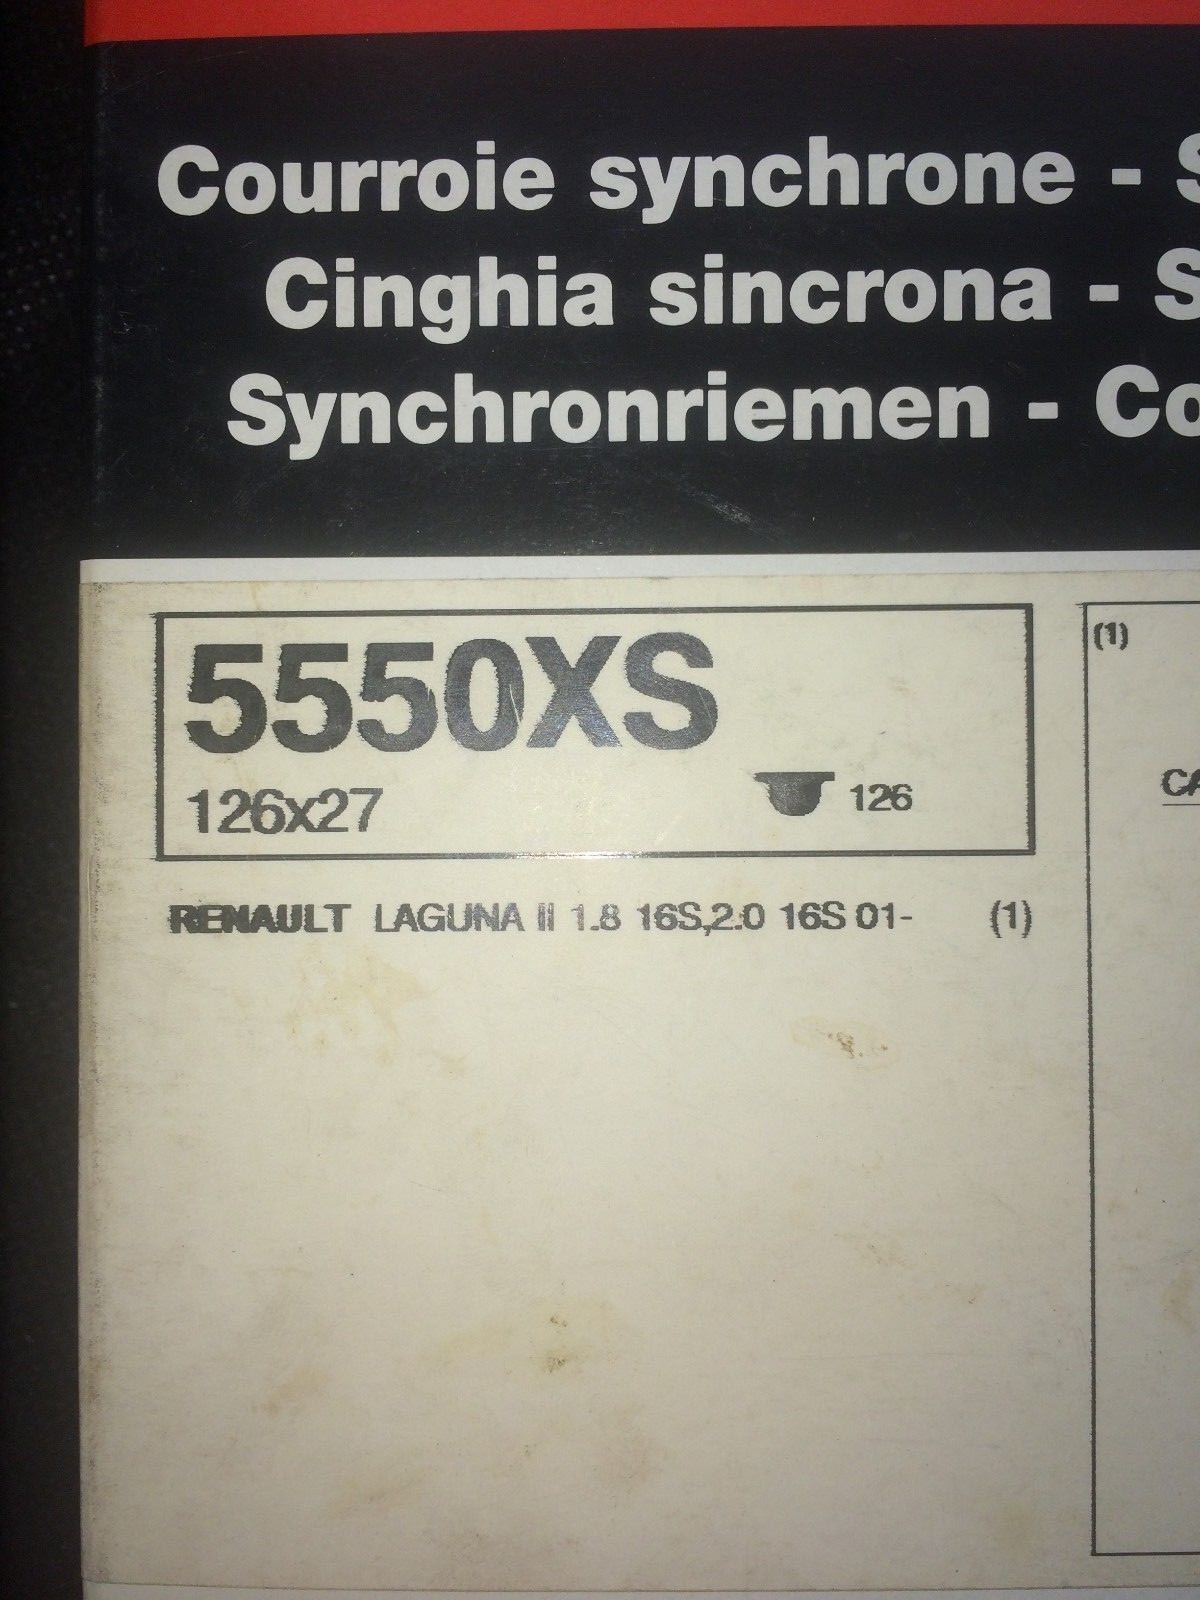 Courroie synchrone - S
Cinghia sincrona - S
Synchronriemen - Co
5550XS
126x27
126
RENAULT LAGUNA II 1.8 16S,2.0 16S 01- (1)
(1)
CA